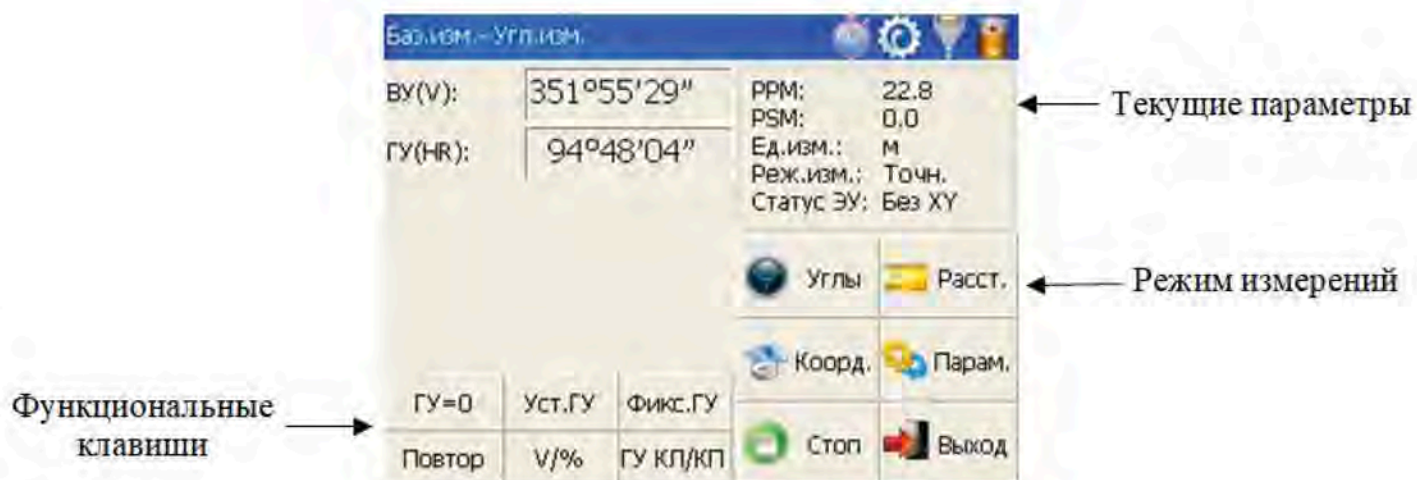 Баз.изм.-Угл.изм.
ВУ(V): 351°55'29"
ГУ(HR): 94°48'04"
PPM: 22.8
PSM: 0.0
Ед.изм.: м
Реж.изм.: Точн.
Статус ЭУ: Без XY
Текущие параметры
Углы Расст.
Режим измерений
Коорд. Парам.
Стоп Выход
Функциональные
клавиши
ГУ=0 Уст.ГУ Фикс.ГУ
Повтор V/% ГУ КЛ/КП